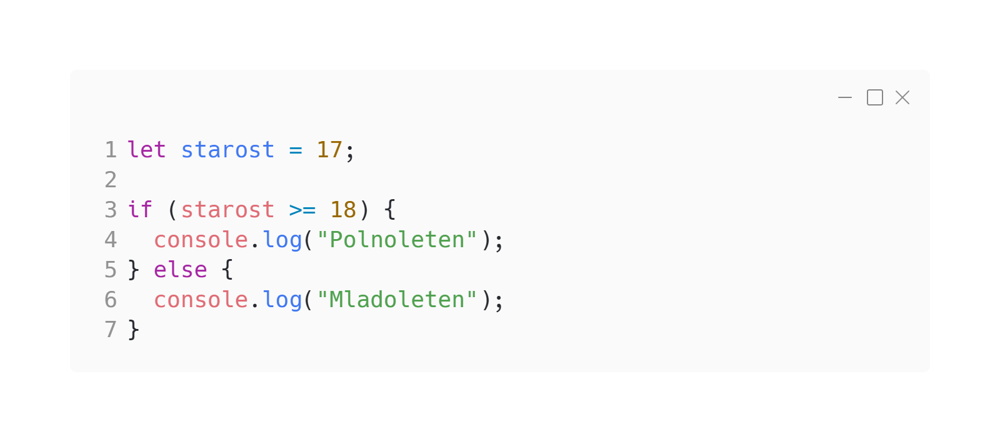 1 let starost = 17;
2
3 if (starost >= 18) {
4   console.log("Polnoleten");
5 } else {
6   console.log("Mladoleten");
7 }